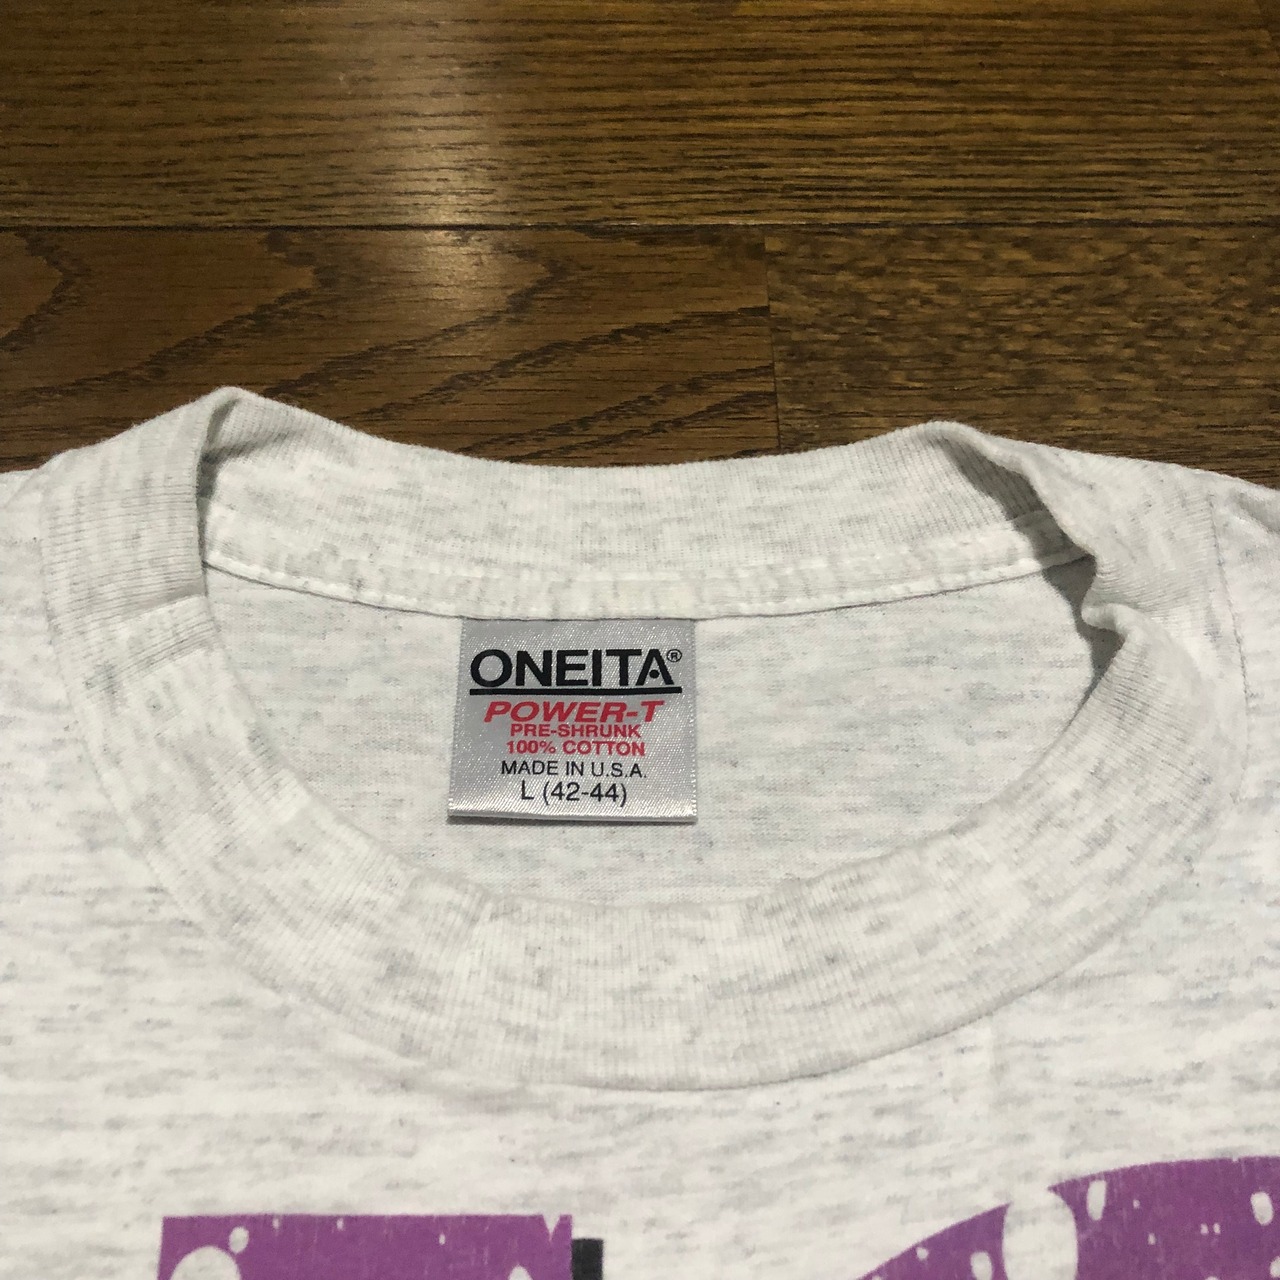 ONEITA®
POWER-T
PRE-SHRUNK
100% COTTON
MADE IN U.S.A.
L (42-44)